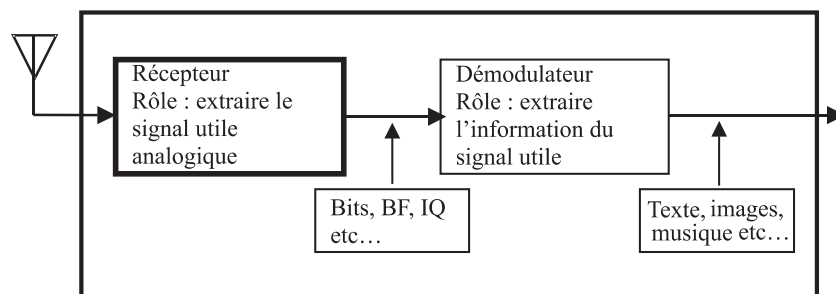 Récepteur
Rôle : extraire le
signal utile
analogique
Démodulateur
Rôle : extraire
l’information du
signal utile
Bits, BF, IQ
etc…
Texte, images,
musique etc…